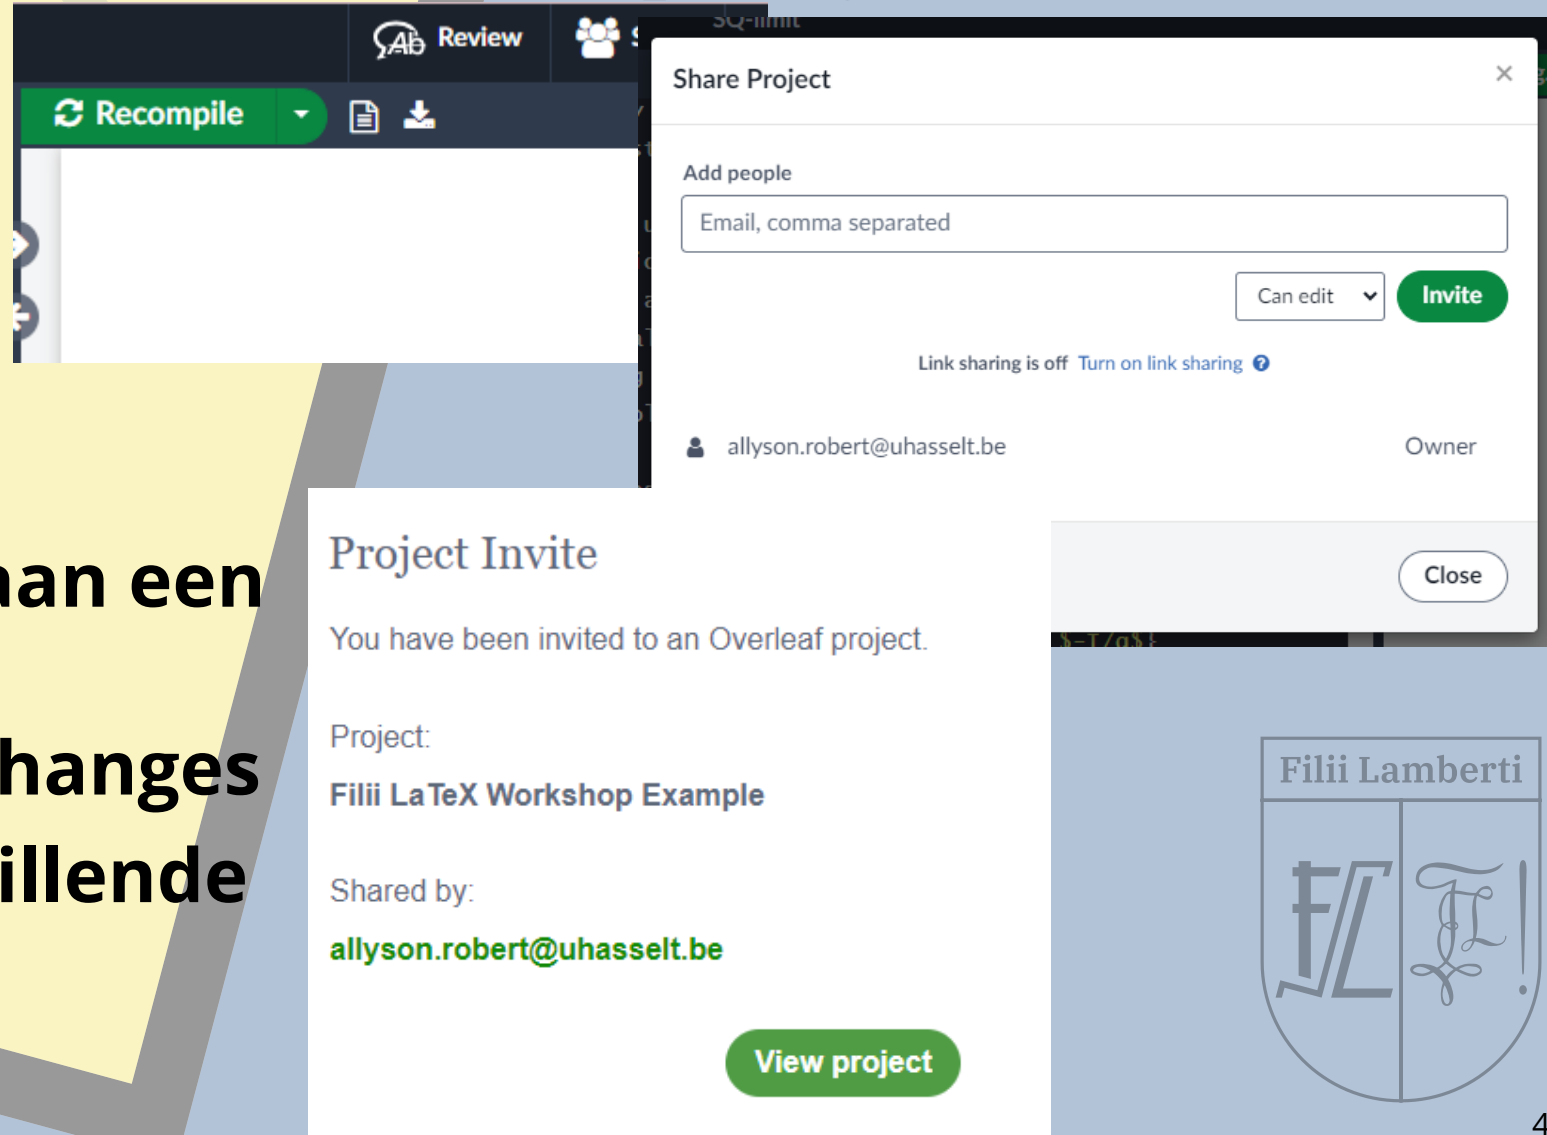 SQ-limit
Review
Recompile
Share Project
Add people
Email, comma separated
Can edit
Invite
Link sharing is off Turn on link sharing
allyson.robert@uhasselt.be Owner
Close
een
Project Invite
You have been invited to an Overleaf project.
Project:
Filii LaTeX Workshop Example
Shared by:
allyson.robert@uhasselt.be
View project
hanges
illende
Filii Lamberti
4